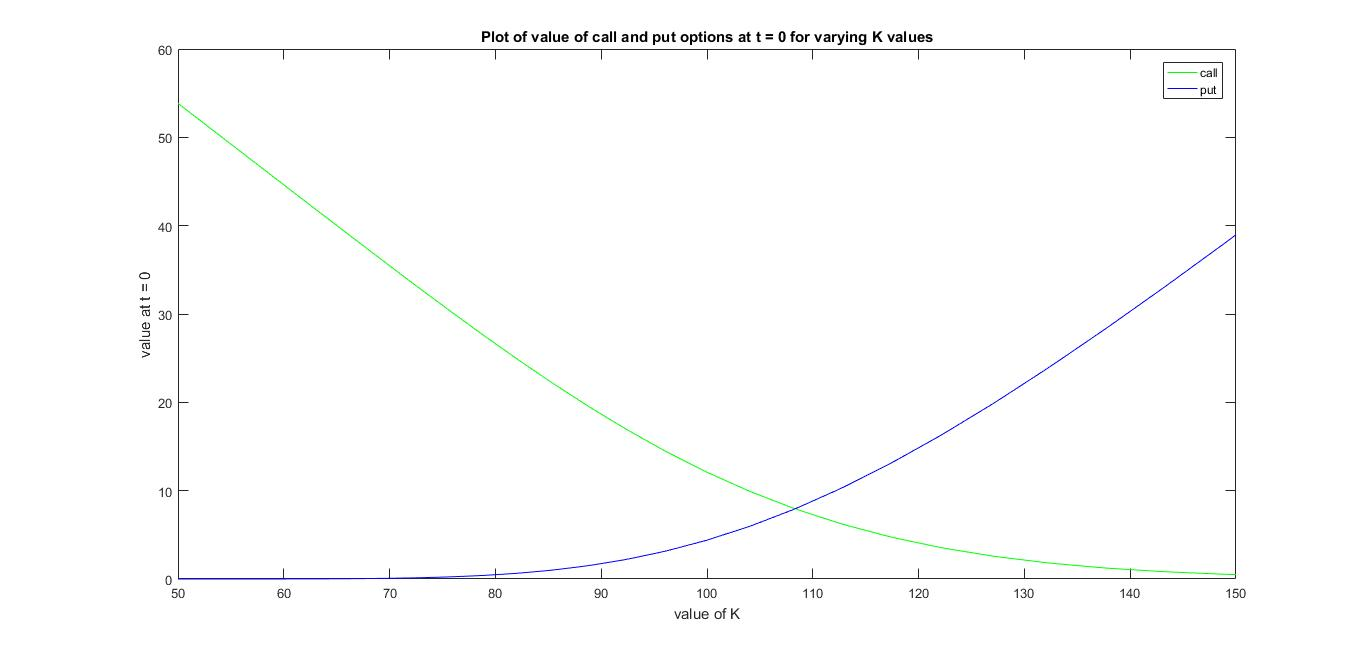 Plot of value of call and put options at t = 0 for varying K values
call
put
60
50
40
30
20
10
0
value at t = 0
50 60 70 80 90 100 110 120 130 140 150
value of K